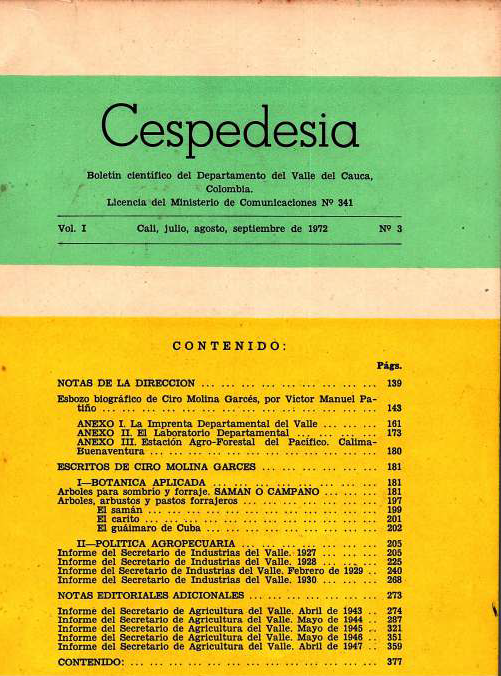 Cespedesia
Boletín científico del Departamento del Valle del Cauca,
Colombia.
Licencia del Ministerio de Comunicaciones Nº 341
Vol. I Cali, julio, agosto, septiembre de 1972 Nº 3
CONTENIDO:
Págs.
NOTAS DE LA DIRECCION ... ... ... ... ... ... ... ... ... ... ... 139
Esbozo biográfico de Ciro Molina Garcés, por Víctor Manuel Pa-
tiño ... ... ... ... ... ... ... ... ... ... ... ... ... ... ... ... 143
ANEXO I. La Imprenta Departamental del Valle ... ... ... 161
ANEXO II. El Laboratorio Departamental ... ... ... ... ... 173
ANEXO III. Estación Agro-Forestal del Pacífico. Calima-
Buenaventura ... ... ... ... ... ... ... ... ... ... ... ... ... 180
ESCRITOS DE CIRO MOLINA GARCES ... ... ... ... ... ... ... 181
I—BOTANICA APLICADA ... ... ... ... ... ... ... ... ... 181
Arboles para sombrío y forraje. SAMAN O CAMPANO ... ... ... 181
Arboles, arbustos y pastos forrajeros ... ... ... ... ... ... ... ... 197
El samán ... ... ... ... ... ... ... ... ... ... ... ... ... 199
El carito ... ... ... ... ... ... ... ... ... ... ... ... ... 201
El guáimaro de Cuba ... ... ... ... ... ... ... ... ... ... 202
II—POLITICA AGROPECUARIA ... ... ... ... ... ... ... ... 205
Informe del Secretario de Industrias del Valle. 1927 ... ... ... 205
Informe del Secretario de Industrias del Valle. 1928 ... ... ... 225
Informe del Secretario de Industrias del Valle. Febrero de 1929 .. 240
Informe del Secretario de Industrias del Valle. 1930 ... ... ... 268
NOTAS EDITORIALES ADICIONALES ... ... ... ... ... ... ... ... 273
Informe del Secretario de Agricultura del Valle. Abril de 1943 .. 274
Informe del Secretario de Agricultura del Valle. Mayo de 1944 .. 287
Informe del Secretario de Agricultura del Valle. Mayo de 1945 ... 321
Informe del Secretario de Agricultura del Valle. Mayo de 1946 .. 351
Informe del Secretario de Agricultura del Valle. Abril de 1947 .. 359
CONTENIDO: ... ... ... ... ... ... ... ... ... ... ... ... ... ... ... 377